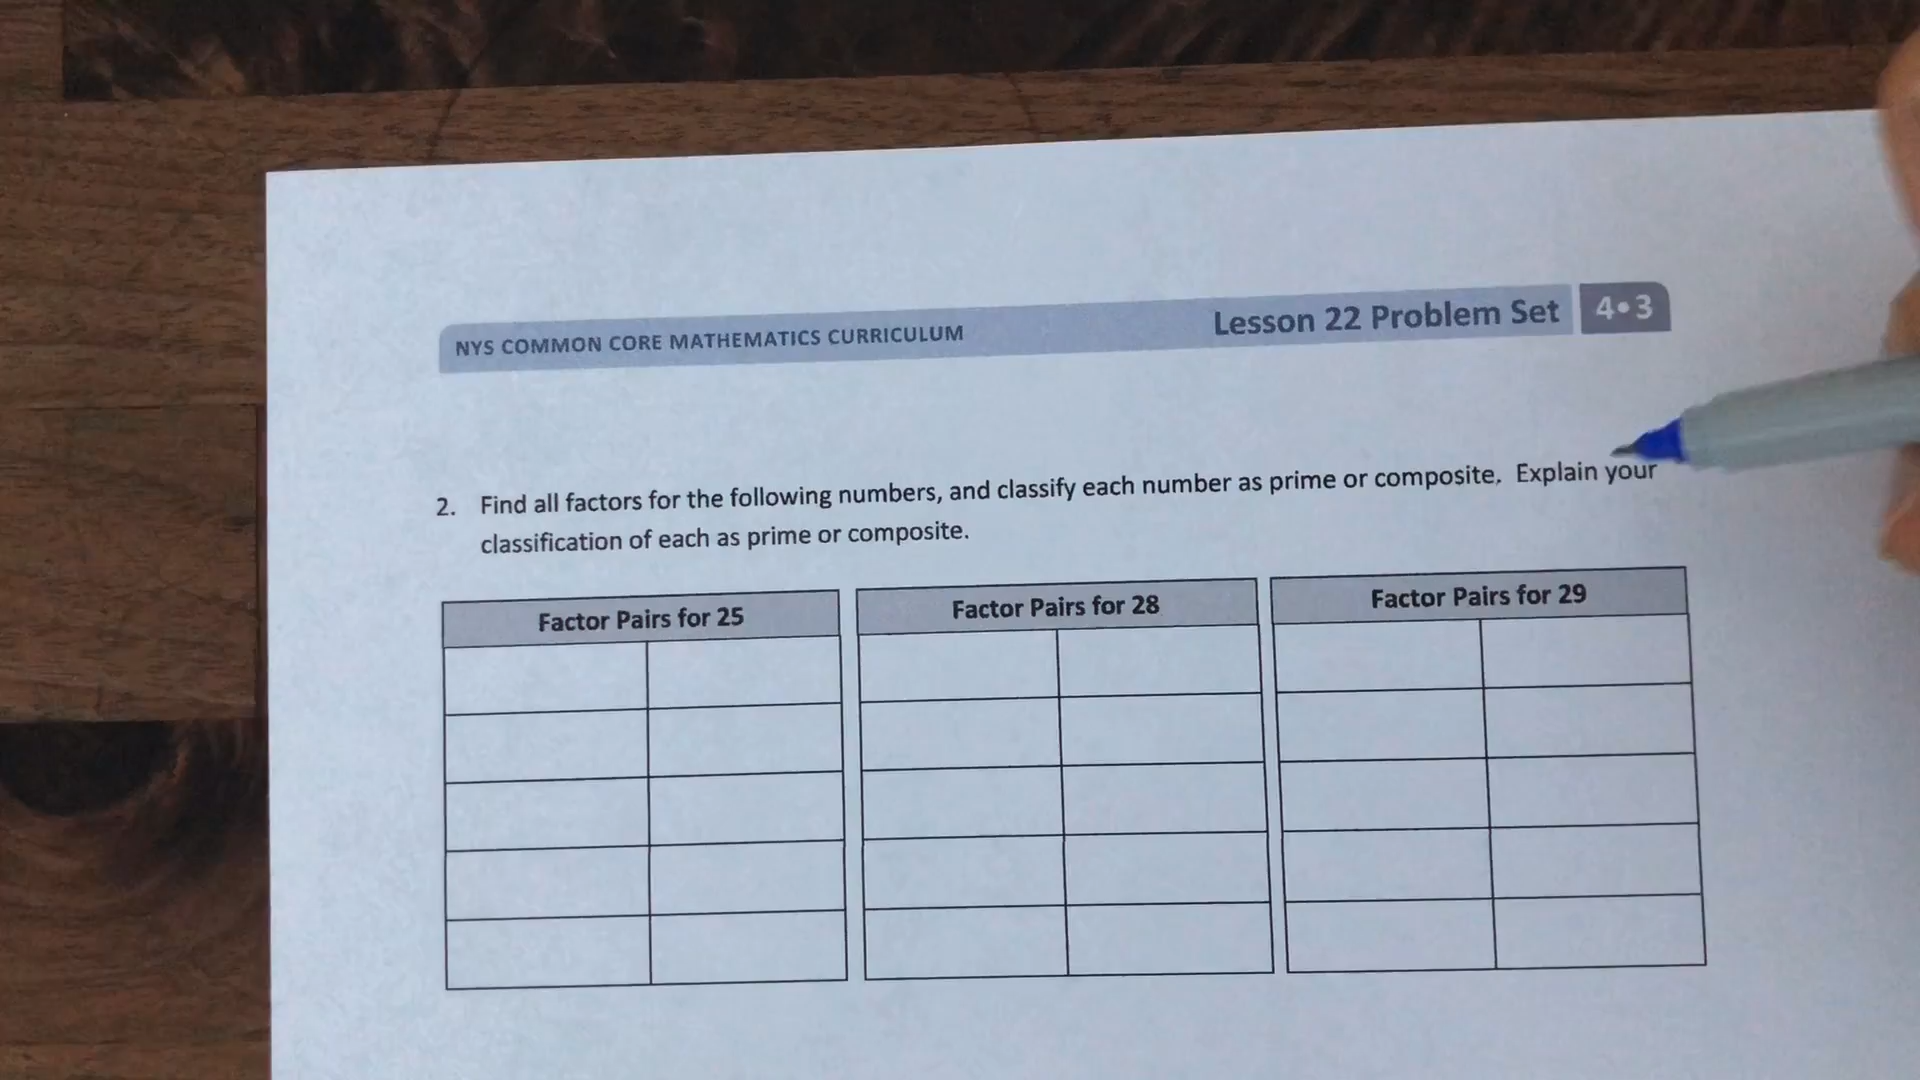 NYS COMMON CORE MATHEMATICS CURRICULUM
Lesson 22 Problem Set
4•3
2. Find all factors for the following numbers, and classify each number as prime or composite. Explain your
classification of each as prime or composite.
Factor Pairs for 25
Factor Pairs for 28
Factor Pairs for 29